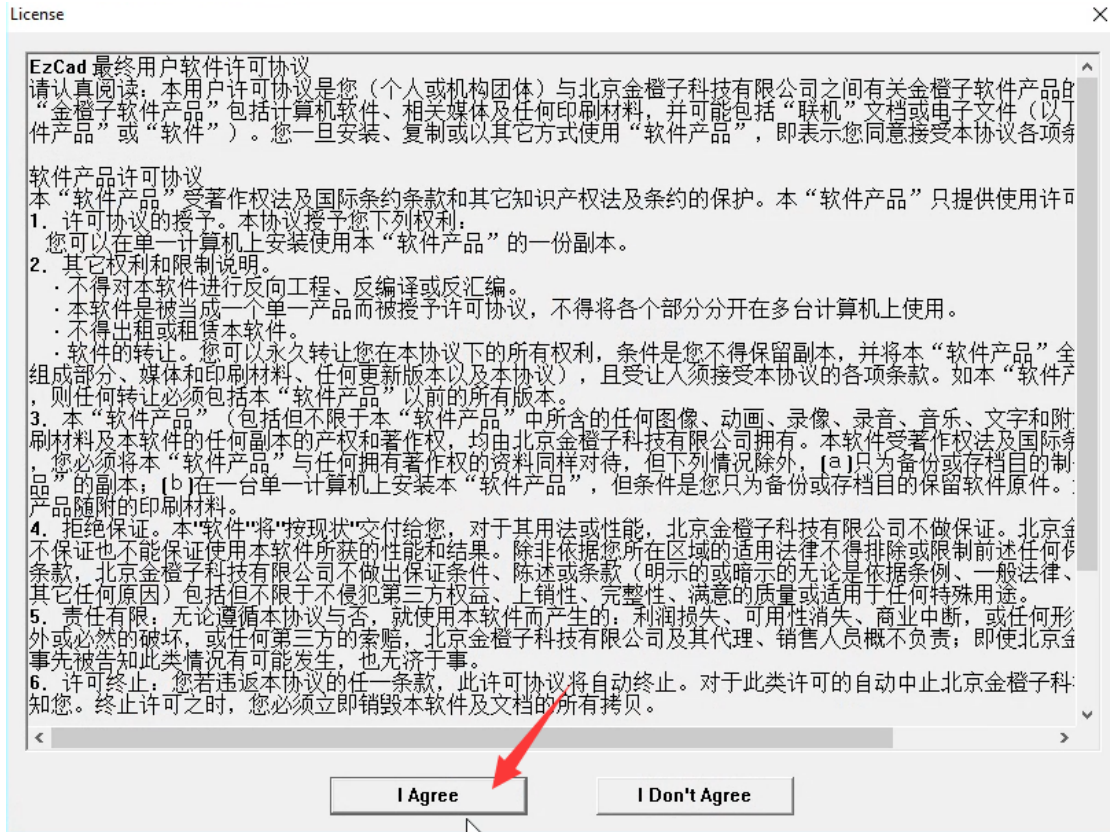 License
EzCad 最终用户软件许可协议
请认真阅读：本用户许可协议是您（个人或机构团体）与北京金橙子科技有限公司之间有关金橙子软件产品的
“金橙子软件产品”包括计算机软件、相关媒体及任何印刷材料，并可能包括“联机”文档或电子文件（以下
件产品”或“软件”）。您一旦安装、复制或以其它方式使用“软件产品”，即表示您同意接受本协议各项条
软件产品许可协议
本“软件产品”受著作权法及国际条约条款和其它知识产权法及条约的保护。本“软件产品”只提供使用许可
1．许可协议的授予。本协议授予您下列权利：
您可以在单一计算机上安装使用本“软件产品”的一份副本。
2．其它权利和限制说明。
·不得对本软件进行反向工程、反编译或反汇编。
·本软件是被当成一个单一产品而被授予许可协议，不得将各个部分分开在多台计算机上使用。
·不得出租或租赁本软件。
·软件的转让。您可以永久转让您在本协议下的所有权利，条件是您不得保留副本，并将本“软件产品”全
组成部分、媒体和印刷材料、任何更新版本以及本协议），且受让人须接受本协议的各项条款。如本“软件产
，则任何转让必须包括本“软件产品”以前的所有版本。
3．本“软件产品”（包括但不限于本“软件产品”中所含的任何图像、动画、录像、录音、音乐、文字和附
刷材料及本软件的任何副本的产权和著作权，均由北京金橙子科技有限公司拥有。本软件受著作权法及国际条
，您必须将本“软件产品”与任何拥有著作权的资料同样对待，但下列情况除外，(a)只为备份或存档目的制
品”的副本；(b)在一台单一计算机上安装本“软件产品”，但条件是您只为备份或存档目的保留软件原件。
产品随附的印刷材料。
4．拒绝保证。本"软件"将"按现状"交付给您，对于其用法或性能，北京金橙子科技有限公司不做保证。北京金
不保证也不能保证使用本软件所获的性能和结果。除非依据您所在区域的适用法律不得排除或限制前述任何保
条款，北京金橙子科技有限公司不做出保证条件、陈述或条款（明示的或暗示的无论是依据条例、一般法律、
其它任何原因）包括但不限于不侵犯第三方权益、上销性、完整性、满意的质量或适用于任何特殊用途。
5．责任有限：无论遵循本协议与否，就使用本软件而产生的：利润损失、可用性消失、商业中断，或任何形
外或必然的破坏，或任何第三方的索赔，北京金橙子科技有限公司及其代理、销售人员概不负责；即使北京金
事先被告知此类情况有可能发生，也无济于事。
6．许可终止：您若违反本协议的任一条款，此许可协议将自动终止。对于此类许可的自动中止北京金橙子科
知您。终止许可之时，您必须立即销毁本软件及文档的所有拷贝。
I Agree
I Don't Agree